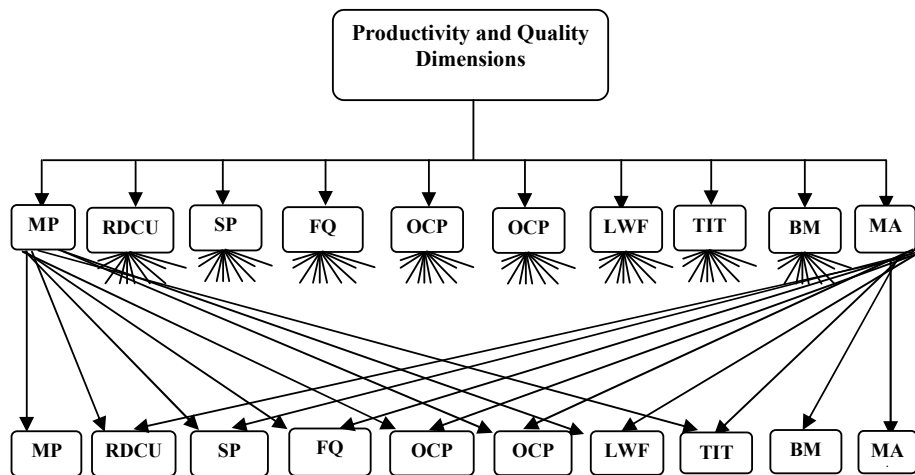 Productivity and Quality
Dimensions
MP
RDCU
SP
FQ
OCP
OCP
LWF
TIT
BM
MA
MP
RDCU
SP
FQ
OCP
OCP
LWF
TIT
BM
MA